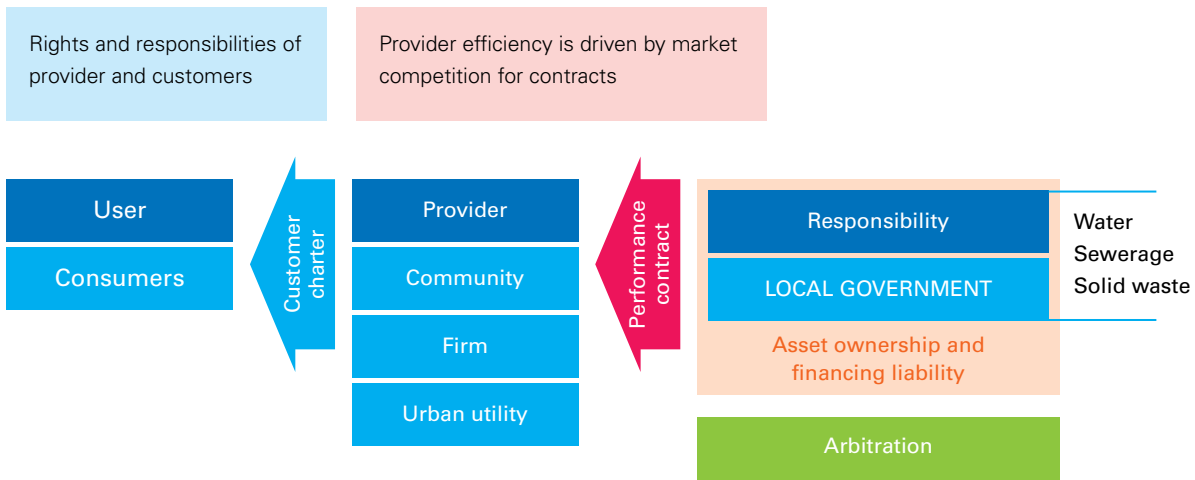 Rights and responsibilities of
provider and customers
Provider efficiency is driven by market
competition for contracts
User
Consumers
Customer
charter
Provider
Community
Firm
Urban utility
Performance
contract
Responsibility
LOCAL GOVERNMENT
Asset ownership and
financing liability
Arbitration
Water
Sewerage
Solid waste